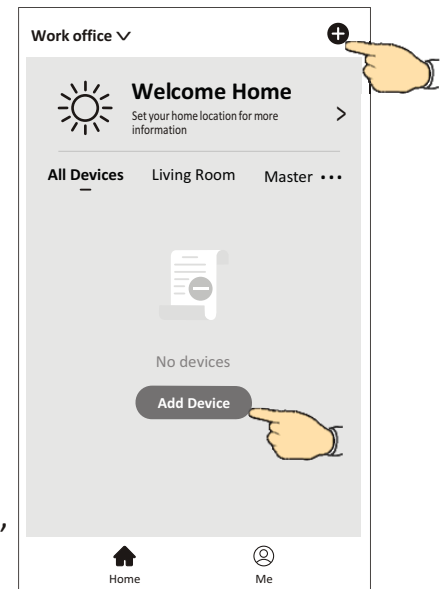 Work office
Welcome Home
Set your home location for more
information
All Devices Living Room Master ...
No devices
Add Device
,
Home Me